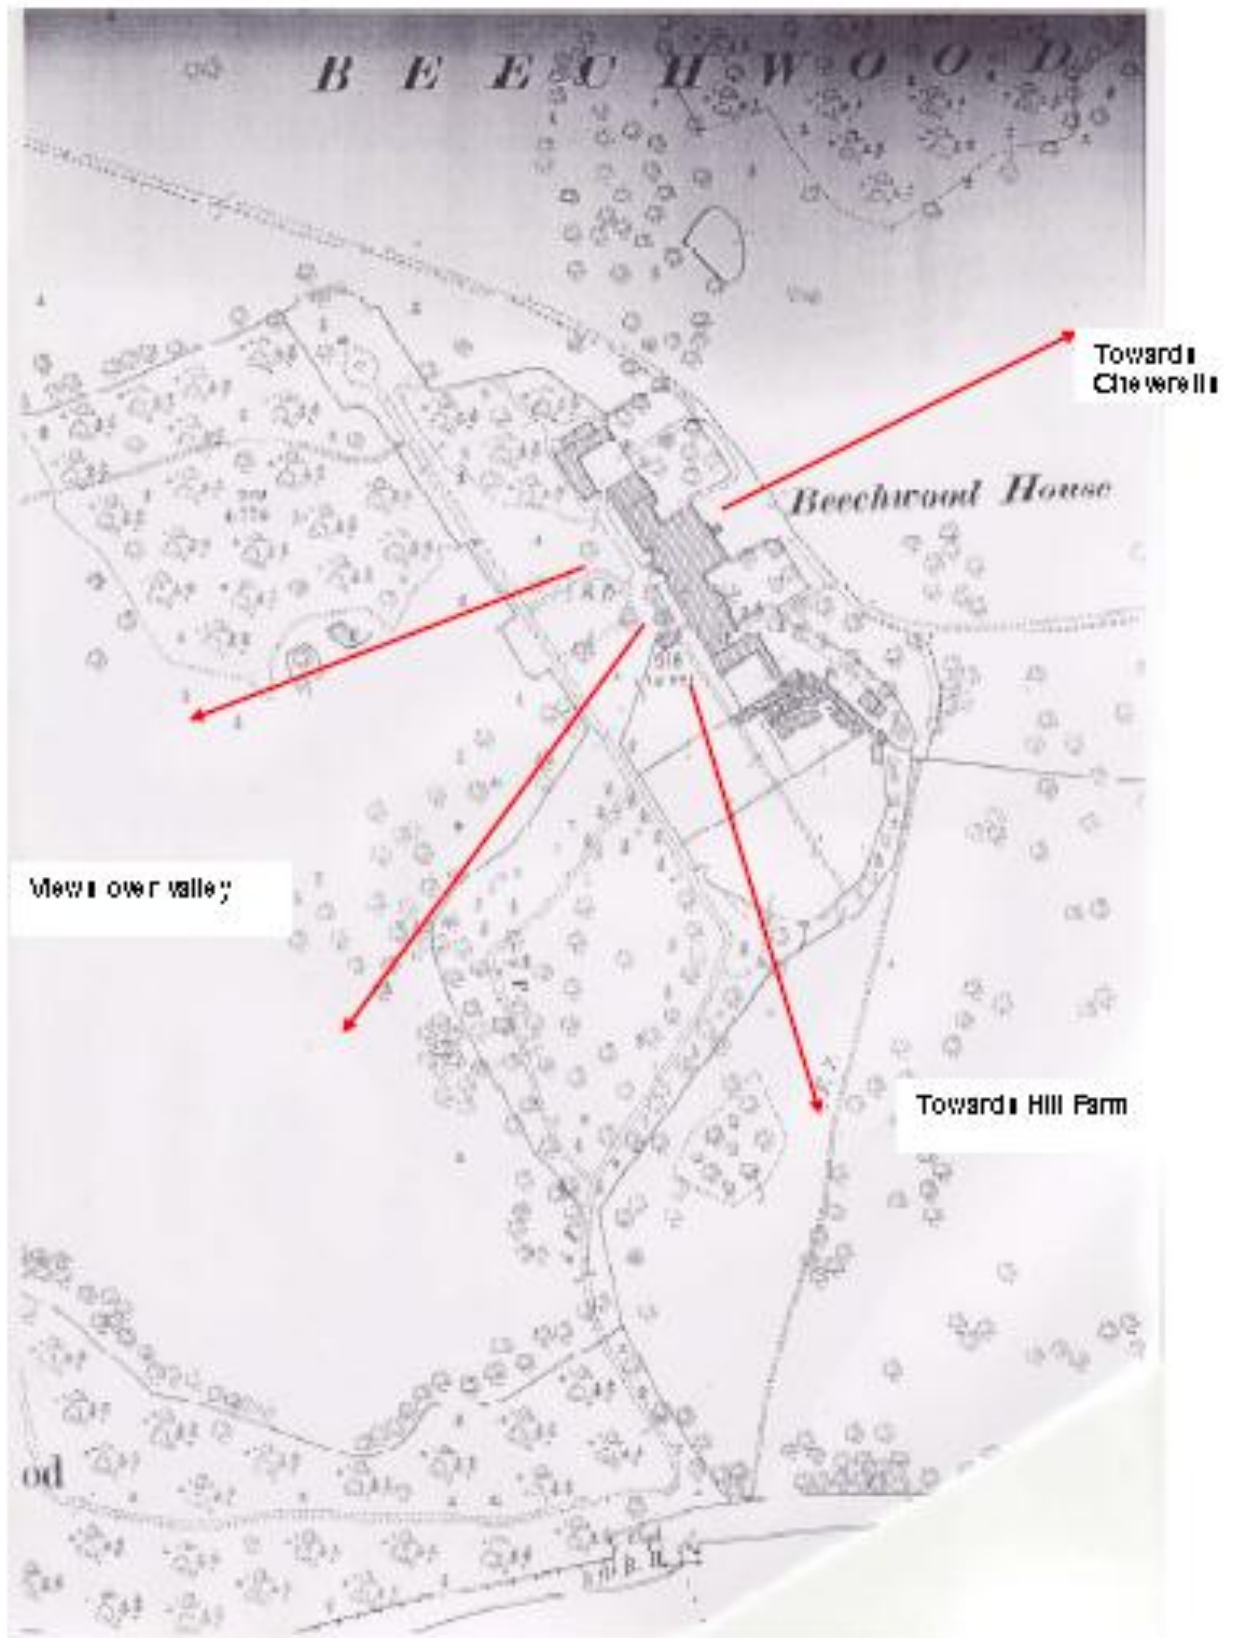 BEECHWOOD
Towards
Cheverells
Beechwood House
Views over valley
Towards Hill Farm
od